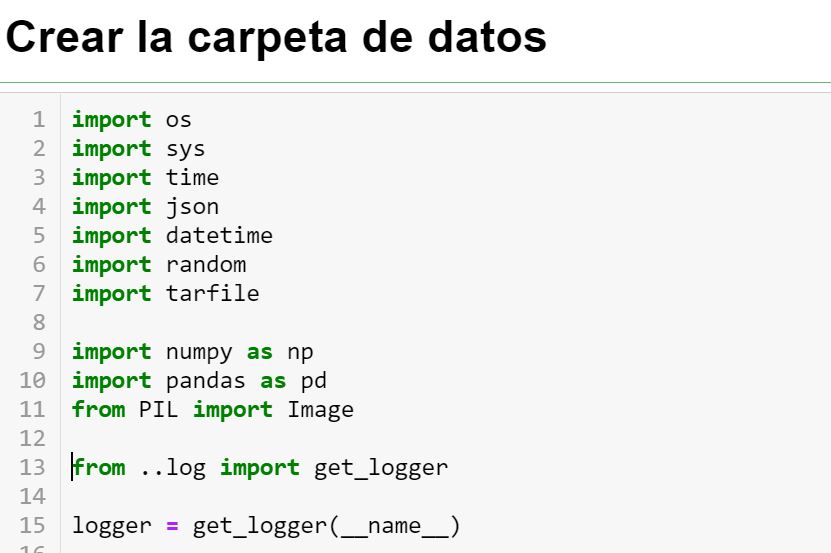 Crear la carpeta de datos
1 import os
2 import sys
3 import time
4 import json
5 import datetime
6 import random
7 import tarfile
8
9 import numpy as np
10 import pandas as pd
11 from PIL import Image
12
13 from ..log import get_logger
14
15 logger = get_logger(__name__)
16